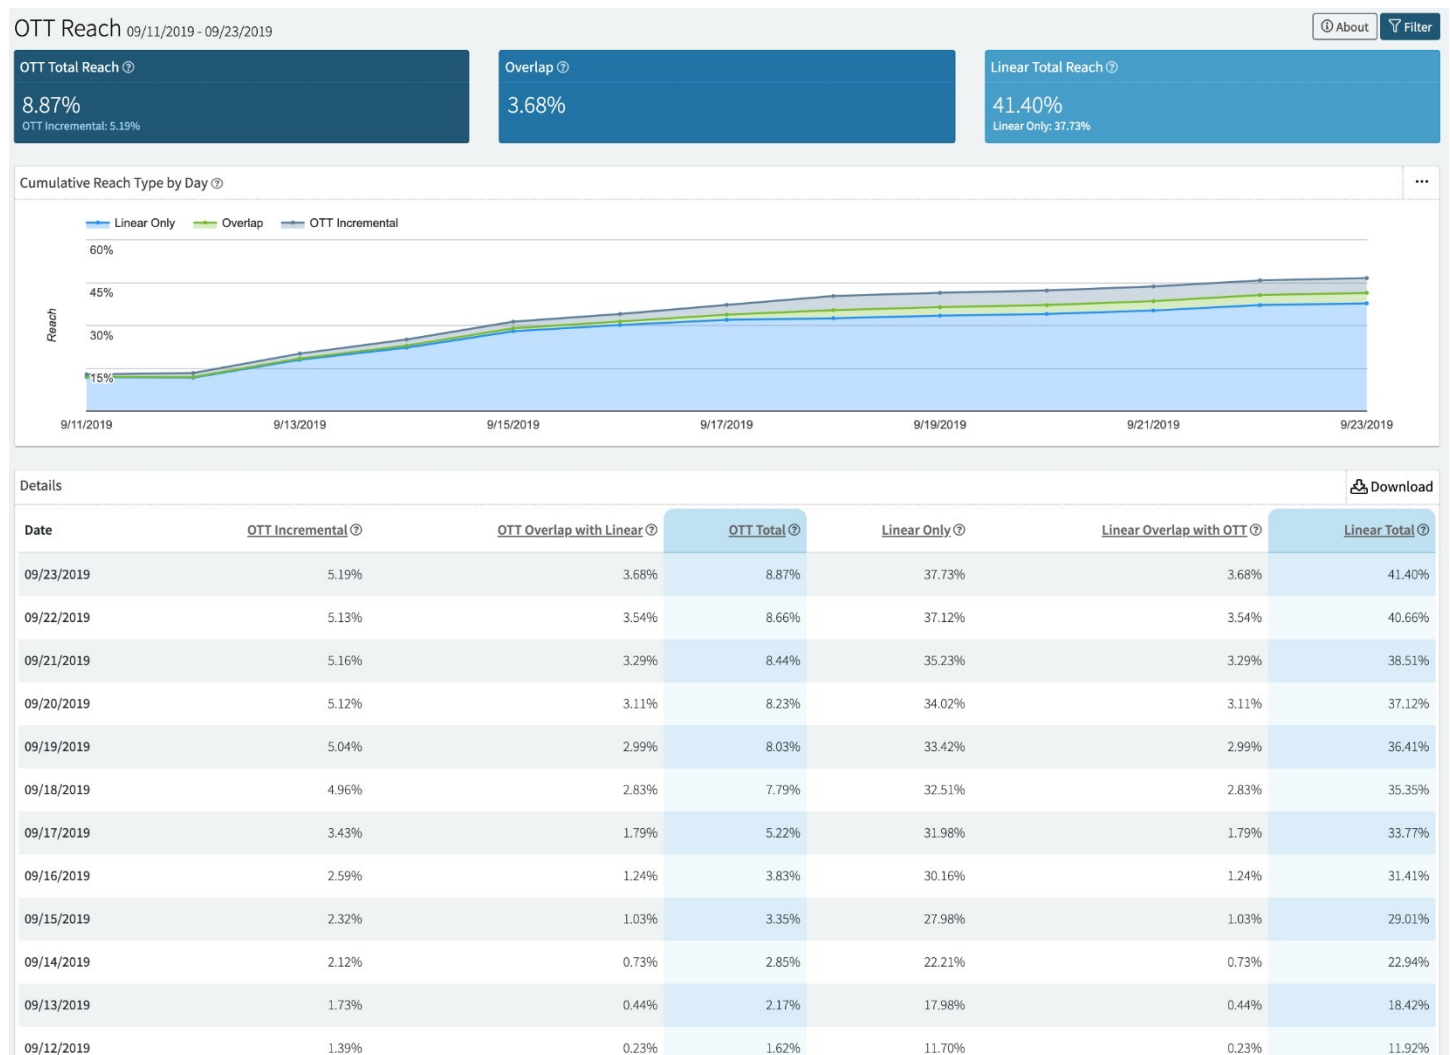 OTT Reach 09/11/2019 - 09/23/2019
About Filter
OTT Total Reach
8.87%
OTT Incremental: 5.19%
Overlap
3.68%
Linear Total Reach
41.40%
Linear Only: 37.73%
Cumulative Reach Type by Day
...
Linear Only Overlap OTT Incremental
60%
45%
30%
15%
Reach
9/11/2019 9/13/2019 9/15/2019 9/17/2019 9/19/2019 9/21/2019 9/23/2019
Details Download
Date OTT Incremental OTT Overlap with Linear OTT Total Linear Only Linear Overlap with OTT Linear Total
09/23/2019 5.19% 3.68% 8.87% 37.73% 3.68% 41.40%
09/22/2019 5.13% 3.54% 8.66% 37.12% 3.54% 40.66%
09/21/2019 5.16% 3.29% 8.44% 35.23% 3.29% 38.51%
09/20/2019 5.12% 3.11% 8.23% 34.02% 3.11% 37.12%
09/19/2019 5.04% 2.99% 8.03% 33.42% 2.99% 36.41%
09/18/2019 4.96% 2.83% 7.79% 32.51% 2.83% 35.35%
09/17/2019 3.43% 1.79% 5.22% 31.98% 1.79% 33.77%
09/16/2019 2.59% 1.24% 3.83% 30.16% 1.24% 31.41%
09/15/2019 2.32% 1.03% 3.35% 27.98% 1.03% 29.01%
09/14/2019 2.12% 0.73% 2.85% 22.21% 0.73% 22.94%
09/13/2019 1.73% 0.44% 2.17% 17.98% 0.44% 18.42%
09/12/2019 1.39% 0.23% 1.62% 11.70% 0.23% 11.92%